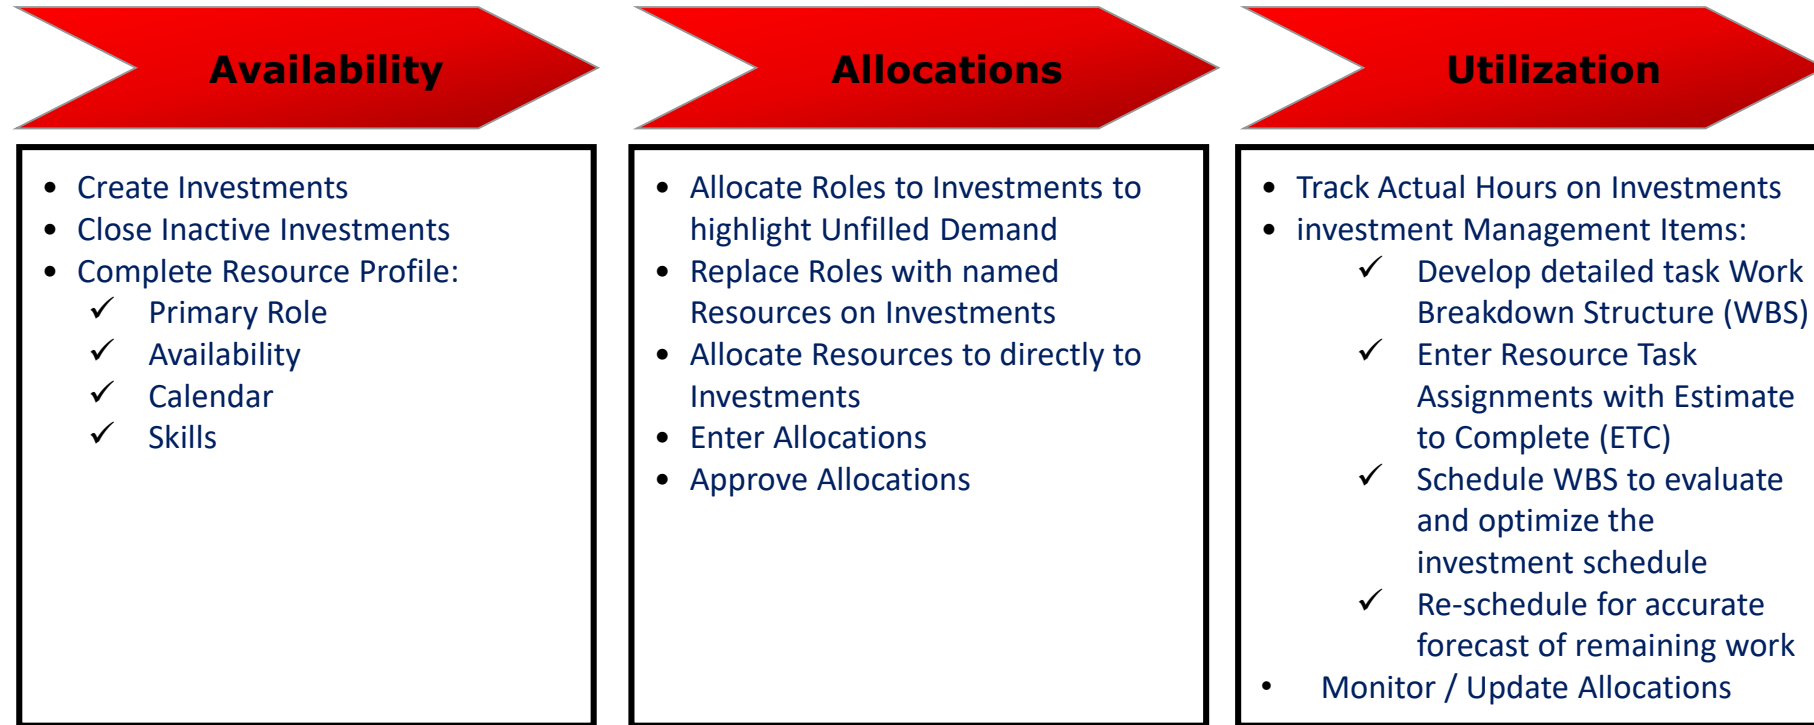 Availability
• Create Investments
• Close Inactive Investments
• Complete Resource Profile:
✓ Primary Role
✓ Availability
✓ Calendar
✓ Skills
Allocations
• Allocate Roles to Investments to
highlight Unfilled Demand
• Replace Roles with named
Resources on Investments
• Allocate Resources to directly to
Investments
• Enter Allocations
• Approve Allocations
Utilization
• Track Actual Hours on Investments
• investment Management Items:
✓ Develop detailed task Work
Breakdown Structure (WBS)
✓ Enter Resource Task
Assignments with Estimate
to Complete (ETC)
✓ Schedule WBS to evaluate
and optimize the
investment schedule
✓ Re-schedule for accurate
forecast of remaining work
• Monitor / Update Allocations